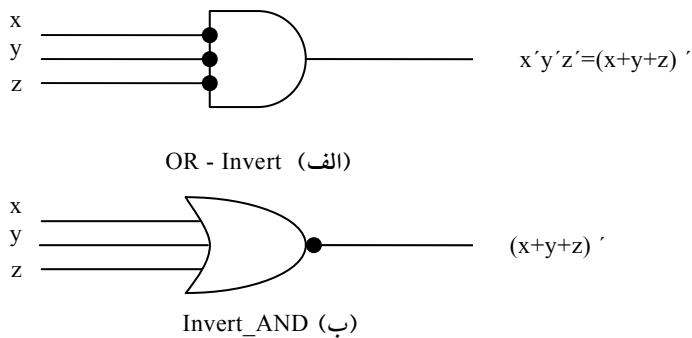 x
y
z
x´y´z´=(x+y+z) ´
OR - Invert (الف)
x
y
z
(x+y+z) ´
Invert_AND (ب)